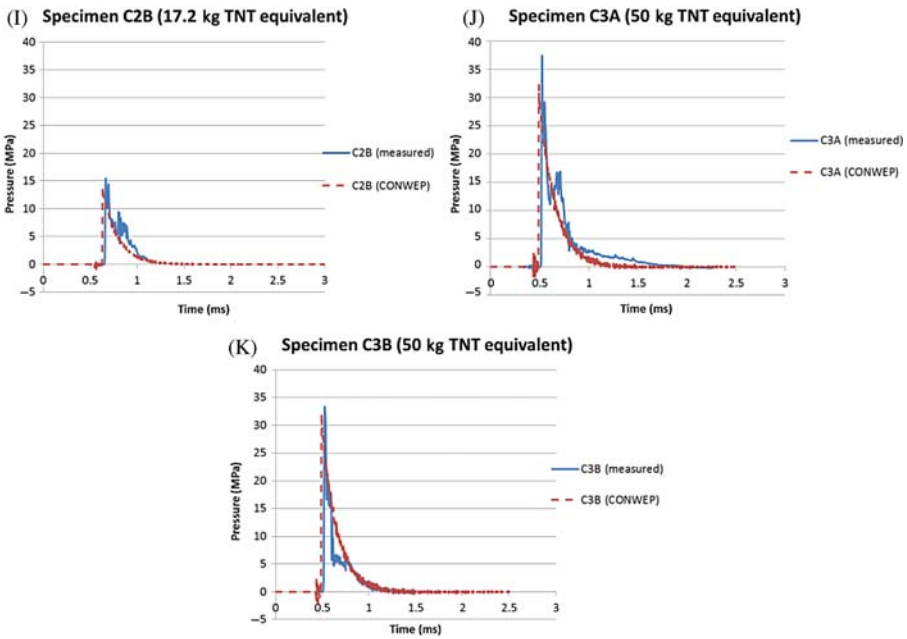 (I) Specimen C2B (17.2 kg TNT equivalent)
40
35
30
25
20
15
10
5
0
−5
Pressure (MPa)
0 0.5 1 1.5 2 2.5 3
Time (ms)
C2B (measured)
C2B (CONWEP)
(J) Specimen C3A (50 kg TNT equivalent)
40
35
30
25
20
15
10
5
0
−5
Pressure (MPa)
0 0.5 1 1.5 2 2.5 3
Time (ms)
C3A (measured)
C3A (CONWEP)
(K) Specimen C3B (50 kg TNT equivalent)
40
35
30
25
20
15
10
5
0
−5
Pressure (MPa)
0 0.5 1 1.5 2 2.5 3
Time (ms)
C3B (measured)
C3B (CONWEP)